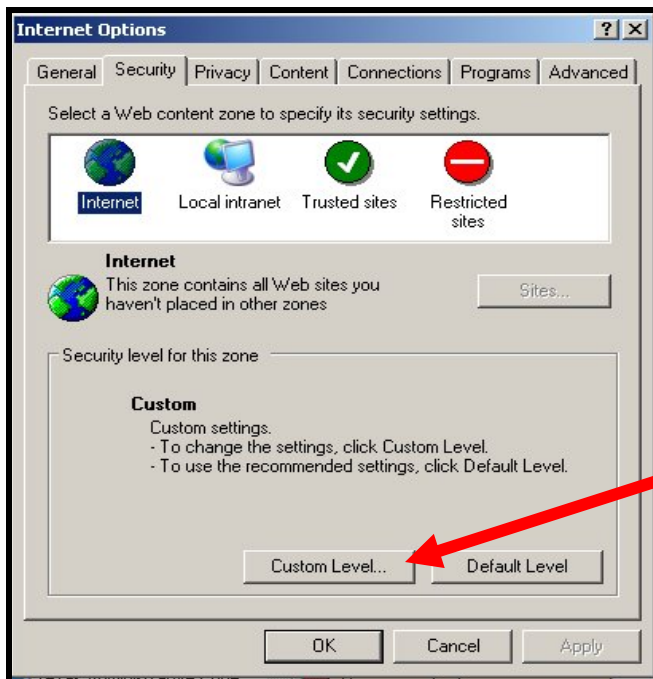 Internet Options
General Security Privacy Content Connections Programs Advanced
Select a Web content zone to specify its security settings.
Internet Local intranet Trusted sites Restricted
sites
Internet
This zone contains all Web sites you
haven't placed in other zones
Sites...
Security level for this zone
Custom
Custom settings.
- To change the settings, click Custom Level.
- To use the recommended settings, click Default Level.
Custom Level... Default Level
OK Cancel Apply